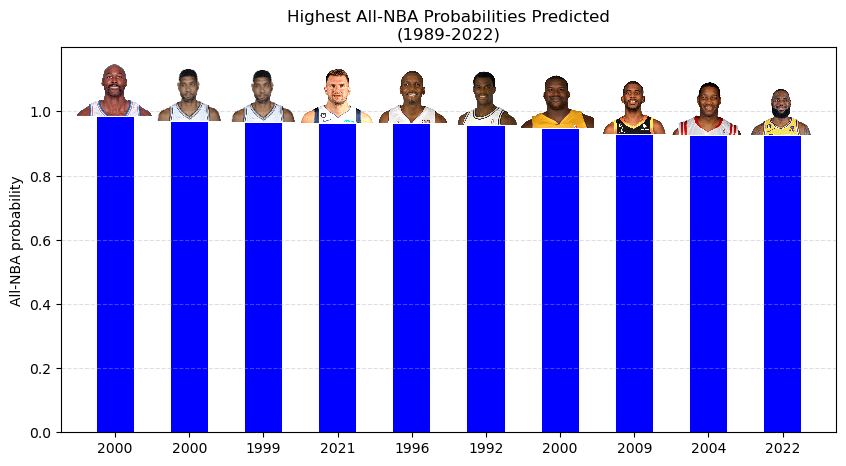 Highest All-NBA Probabilities Predicted
(1989-2022)
All-NBA probability
1.0
0.8
0.6
0.4
0.2
0.0
2000 2000 1999 2021 1996 1992 2000 2009 2004 2022